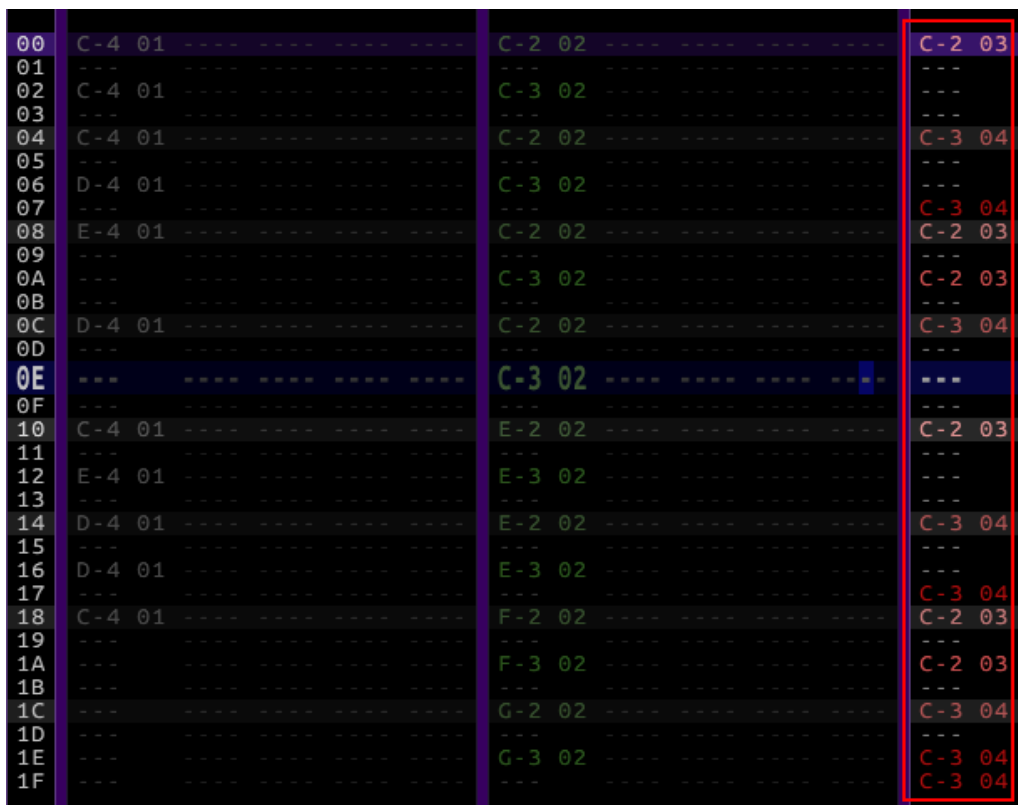 00 C-4 01 ---- ---- ---- ---- C-2 02 ---- ---- ---- ---- C-2 03
01 --- ---- ---- ---- ---- --- ---- ---- ---- ---- ---
02 C-4 01 ---- ---- ---- ---- C-3 02 ---- ---- ---- ---- ---
03 --- ---- ---- ---- ---- --- ---- ---- ---- ---- ---
04 C-4 01 ---- ---- ---- ---- C-2 02 ---- ---- ---- ---- C-3 04
05 --- ---- ---- ---- ---- --- ---- ---- ---- ---- ---
06 D-4 01 ---- ---- ---- ---- C-3 02 ---- ---- ---- ---- ---
07 --- ---- ---- ---- ---- --- ---- ---- ---- ---- C-3 04
08 E-4 01 ---- ---- ---- ---- C-2 02 ---- ---- ---- ---- C-2 03
09 --- ---- ---- ---- ---- --- ---- ---- ---- ---- ---
0A --- ---- ---- ---- ---- C-3 02 ---- ---- ---- ---- C-2 03
0B --- ---- ---- ---- ---- --- ---- ---- ---- ---- ---
0C D-4 01 ---- ---- ---- ---- C-2 02 ---- ---- ---- ---- C-3 04
0D --- ---- ---- ---- ---- --- ---- ---- ---- ---- ---
0E --- ---- ---- ---- ---- C-3 02 ---- ---- ---- ---- ---
0F --- ---- ---- ---- ---- --- ---- ---- ---- ---- ---
10 C-4 01 ---- ---- ---- ---- E-2 02 ---- ---- ---- ---- C-2 03
11 --- ---- ---- ---- ---- --- ---- ---- ---- ---- ---
12 E-4 01 ---- ---- ---- ---- E-3 02 ---- ---- ---- ---- ---
13 --- ---- ---- ---- ---- --- ---- ---- ---- ---- ---
14 D-4 01 ---- ---- ---- ---- E-2 02 ---- ---- ---- ---- C-3 04
15 --- ---- ---- ---- ---- --- ---- ---- ---- ---- ---
16 D-4 01 ---- ---- ---- ---- E-3 02 ---- ---- ---- ---- ---
17 --- ---- ---- ---- ---- --- ---- ---- ---- ---- C-3 04
18 C-4 01 ---- ---- ---- ---- F-2 02 ---- ---- ---- ---- C-2 03
19 --- ---- ---- ---- ---- --- ---- ---- ---- ---- ---
1A --- ---- ---- ---- ---- F-3 02 ---- ---- ---- ---- C-2 03
1B --- ---- ---- ---- ---- --- ---- ---- ---- ---- ---
1C --- ---- ---- ---- ---- G-2 02 ---- ---- ---- ---- C-3 04
1D --- ---- ---- ---- ---- --- ---- ---- ---- ---- ---
1E --- ---- ---- ---- ---- G-3 02 ---- ---- ---- ---- C-3 04
1F --- ---- ---- ---- ---- --- ---- ---- ---- ---- C-3 04